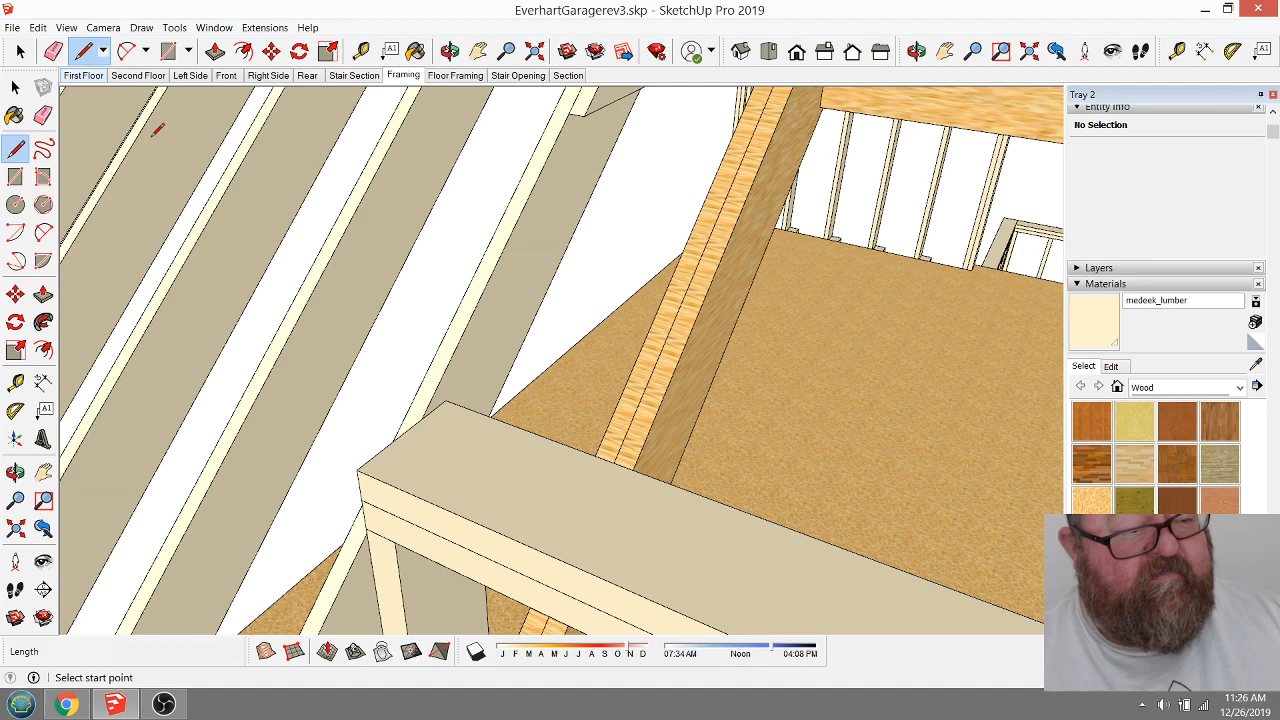 EverhartGaragerev3.skp - SketchUp Pro 2019
File Edit View Camera Draw Tools Window Extensions Help
A1
A1
First Floor Second Floor Left Side Front Right Side Rear Stair Section Framing Floor Framing Stair Opening Section
Tray 2
Entity Info
No Selection
Layers
Materials
medeek_lumber
Select Edit
Wood
A1
J F M A M J J A S O N D
07:34 AM Noon 04:08 PM
Length
Select start point
11:26 AM
12/26/2019